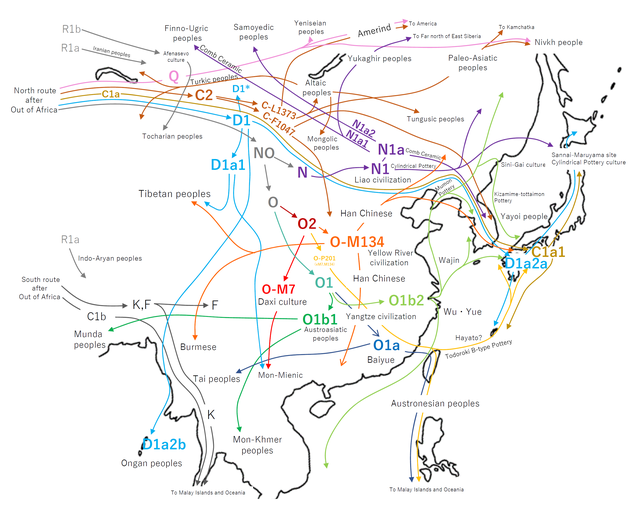 R1b
Finno-Ugric
peoples
Samoyedic
peoples
Yeniseian
peoples
Amerind
To America
To Kamchatka
To Far north of East Siberia
Nivkh people
R1a
Iranian peoples
Afanasevo
culture
Comb Ceramic
Yukaghir peoples
Paleo-Asiatic
peoples
Q
Turkic peoples
Altaic
peoples
North route
after
Out of Africa
C1a
C2
D1*
C-L1373
C-F1047
D1
Tungusic peoples
Tocharian peoples
Mongolic
peoples
N1a2
N1a1
NO
N1a
Comb Ceramic
Sannai-Maruyama site
Cylindrical Pottery culture
D1a1
N
N1
Cylindrical Pottery
Sini-Gai culture
Liao civilization
Mumun
Pottery
Kizamime-tottaimon
Pottery
Tibetan peoples
O
Han Chinese
Yayoi people
O2
O-M134
R1a
Indo-Aryan peoples
Yellow River
civilization
Wajin
C1a1
D1a2a
O-P201
South route
after
Out of Africa
O-M7
Daxi culture
O1
Han Chinese
K,F
F
O1b2
C1b
O1b1
Yangtze civilization
Wu・Yue
Munda
peoples
Austroasiatic
peoples
Hayato?
Todoroki B-type Pottery
Burmese
O1a
Baiyue
Tai peoples
Mon-Mienic
K
Austronesian peoples
D1a2b
Ongan peoples
Mon-Khmer
peoples
To Malay Islands and Oceania
To Malay Islands and Oceania